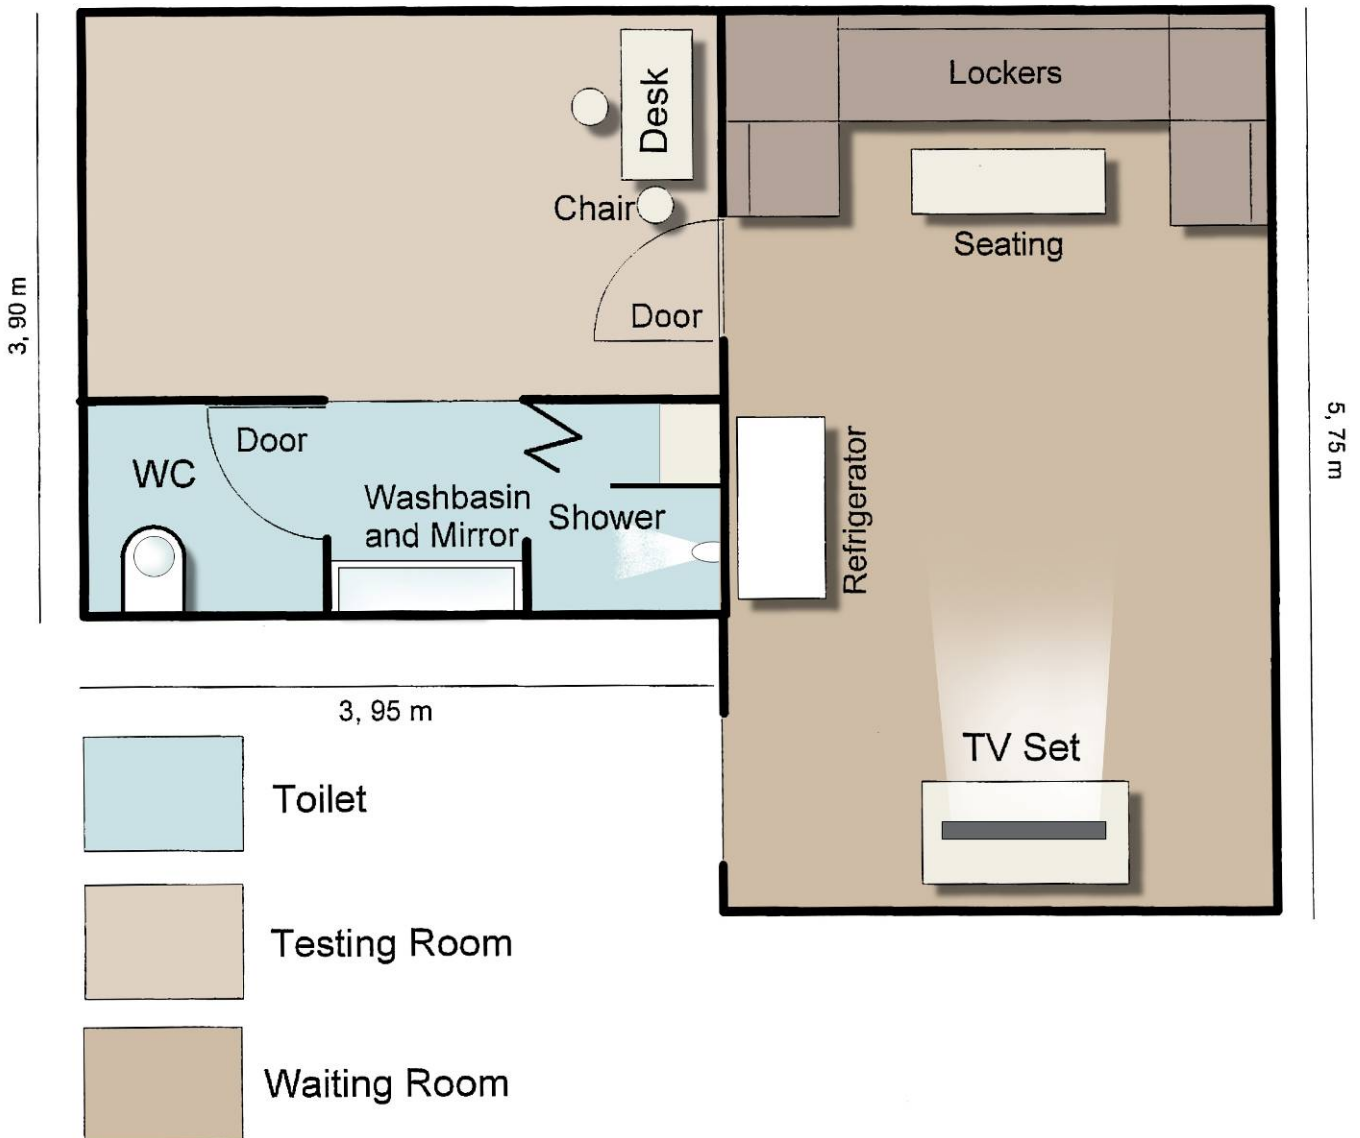 Lockers
Desk
Chair
Seating
Door
3, 90 m
Door
WC
Washbasin
and Mirror
Shower
Refrigerator
5, 75 m
3, 95 m
TV Set
Toilet
Testing Room
Waiting Room